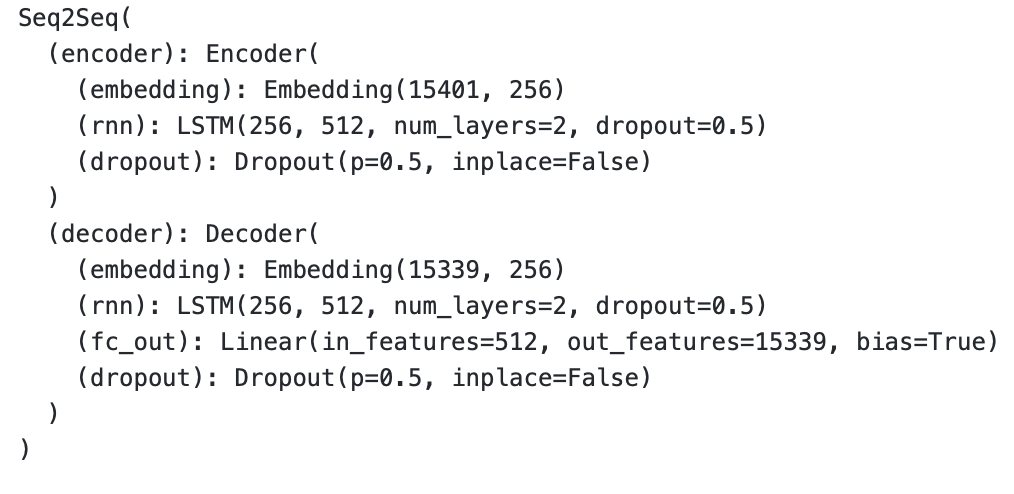 Seq2Seq(
  (encoder): Encoder(
    (embedding): Embedding(15401, 256)
    (rnn): LSTM(256, 512, num_layers=2, dropout=0.5)
    (dropout): Dropout(p=0.5, inplace=False)
  )
  (decoder): Decoder(
    (embedding): Embedding(15339, 256)
    (rnn): LSTM(256, 512, num_layers=2, dropout=0.5)
    (fc_out): Linear(in_features=512, out_features=15339, bias=True)
    (dropout): Dropout(p=0.5, inplace=False)
  )
)